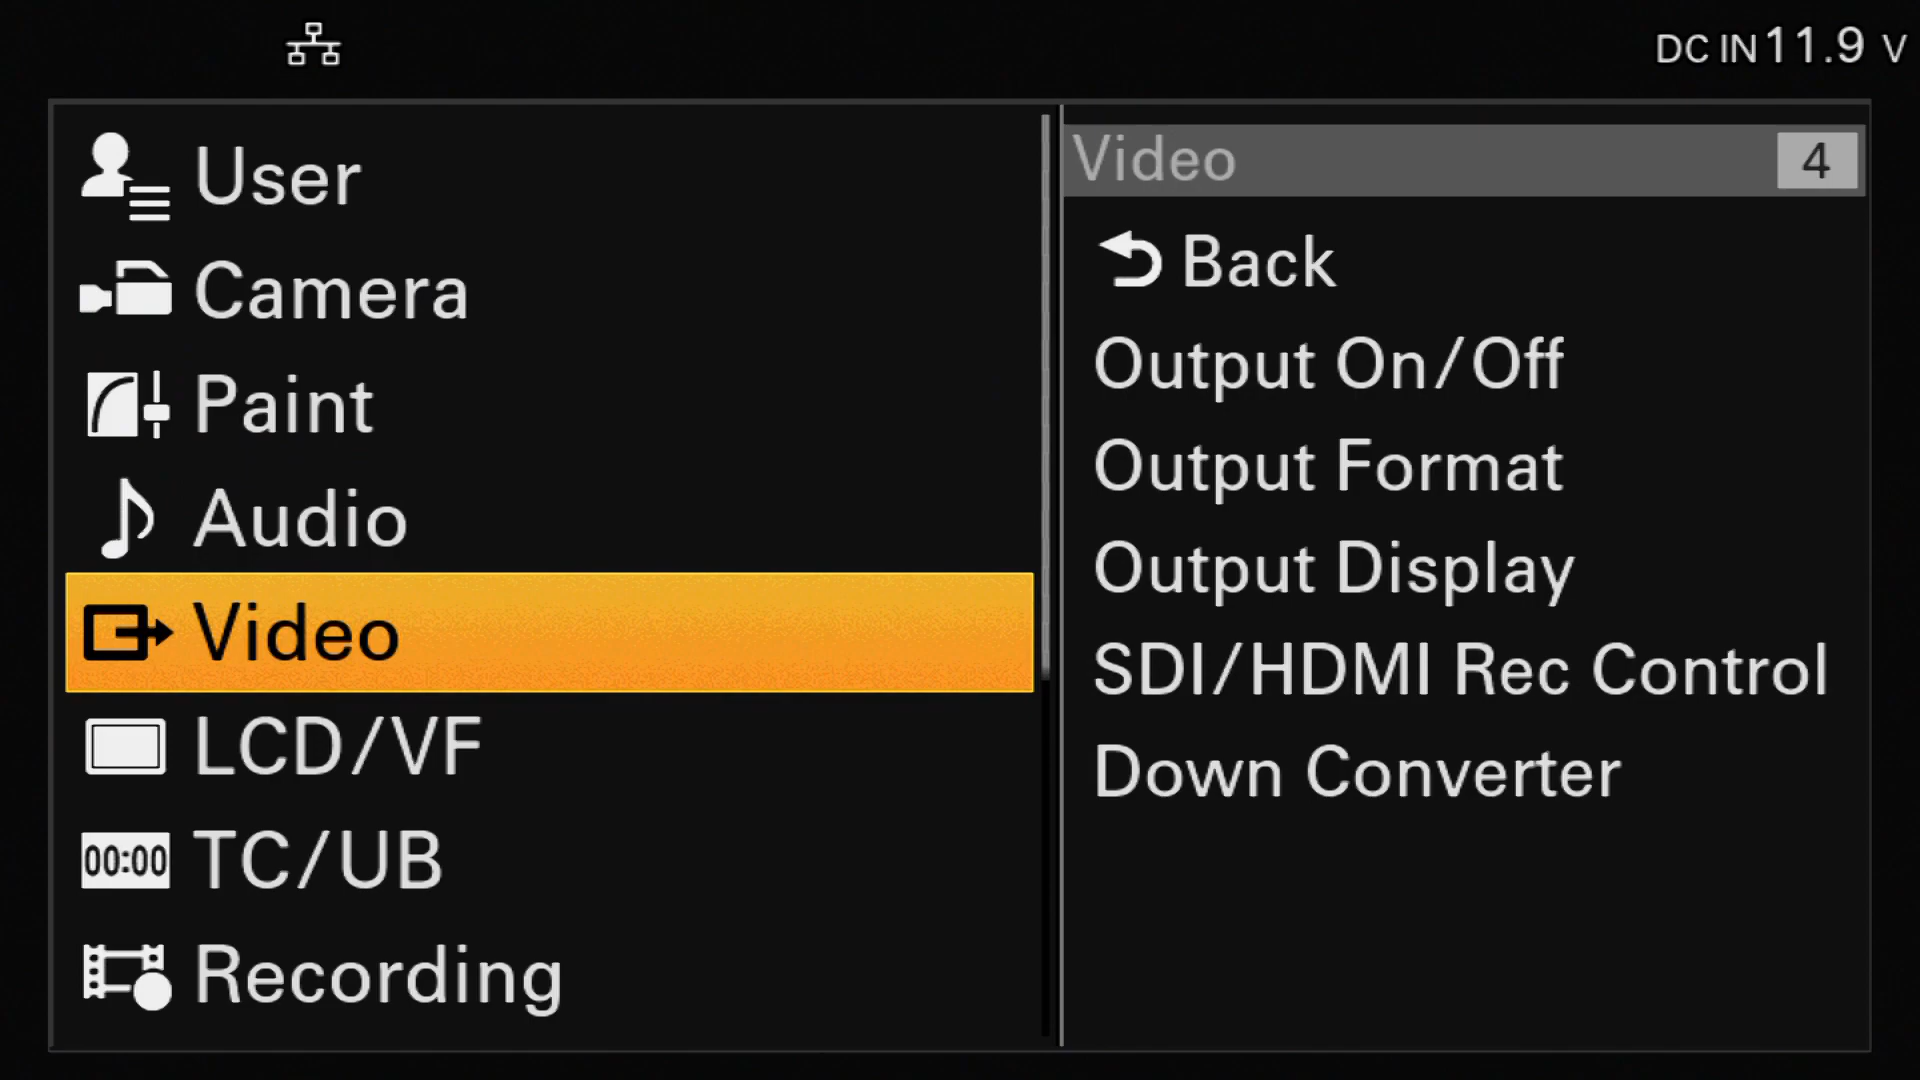 DC IN 11.9 V
User
Camera
Paint
Audio
Video
LCD/VF
00:00 TC/UB
Recording
Video 4
Back
Output On/Off
Output Format
Output Display
SDI/HDMI Rec Control
Down Converter